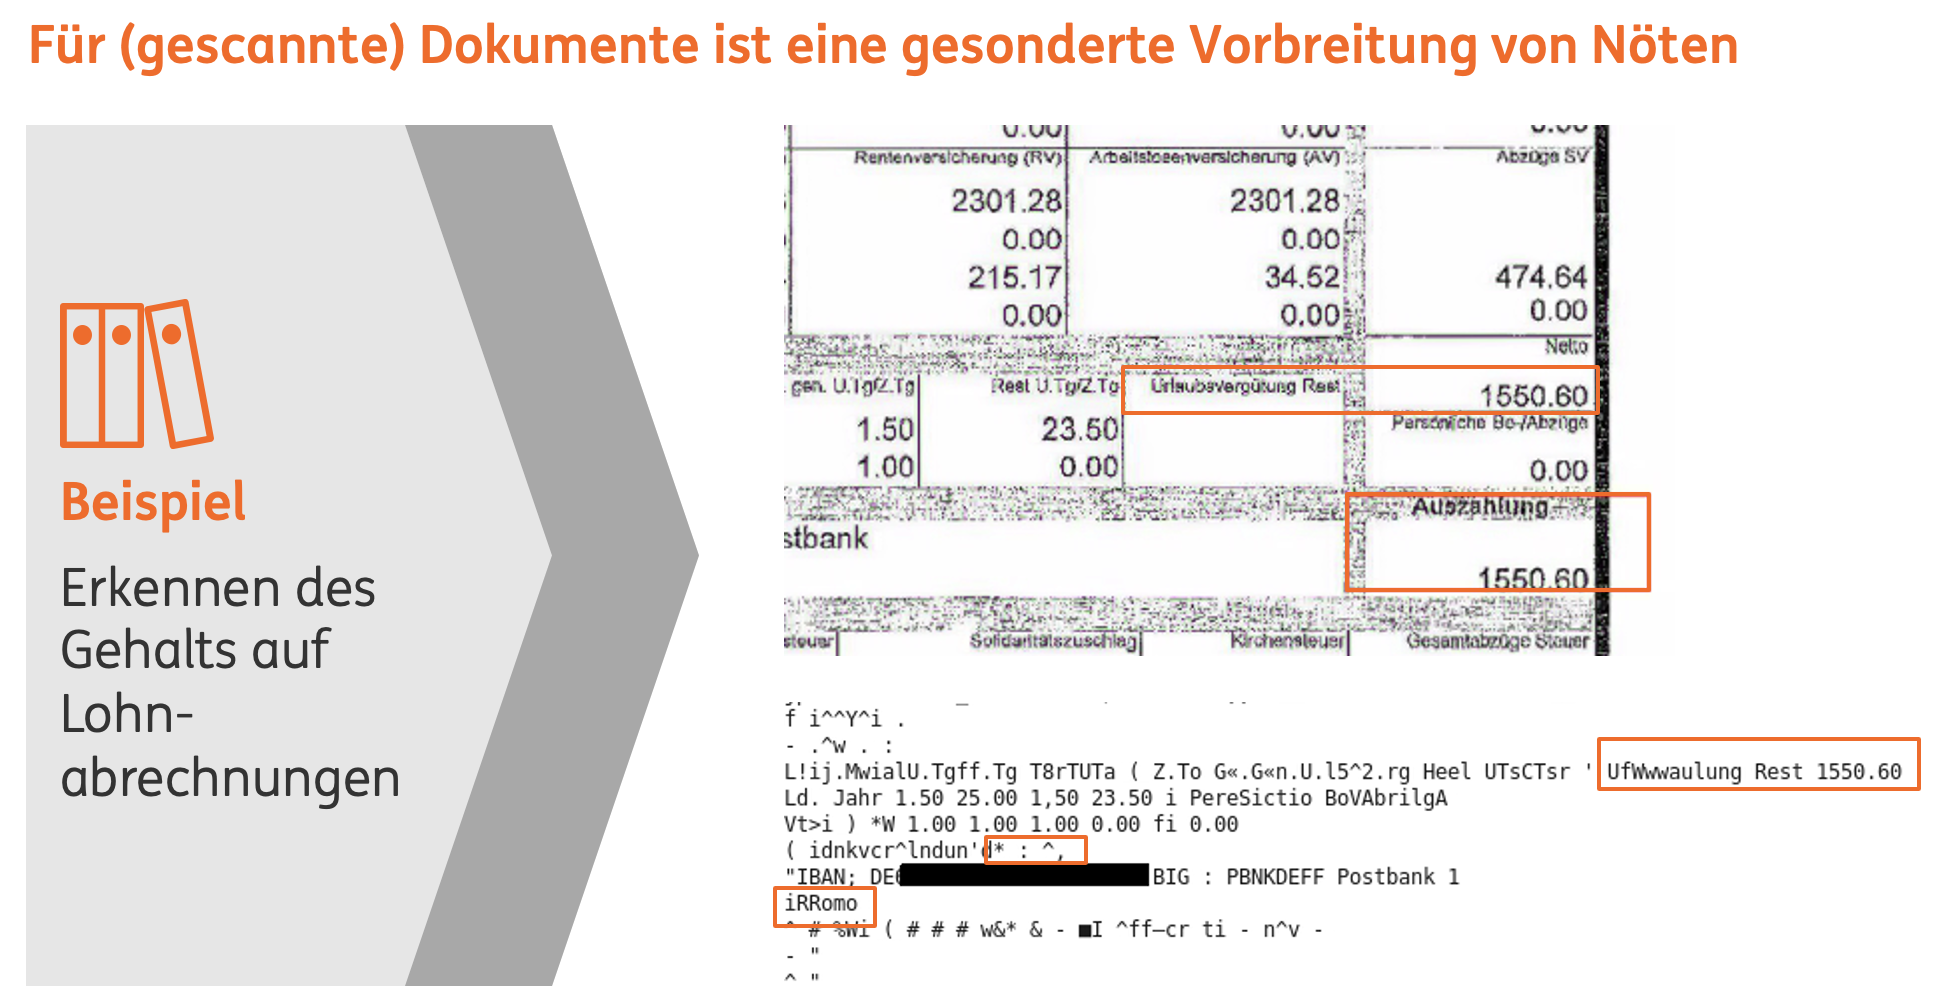 Für (gescannte) Dokumente ist eine gesonderte Vorbreitung von Nöten
Beispiel
Erkennen des
Gehalts auf
Lohn-
abrechnungen
0.00 0.00 0.00
Rentenversicherung (RV) Arbeitslosenversicherung (AV) Abzüge SV
2301.28 2301.28
0.00 0.00
215.17 34.52 474.64
0.00 0.00 0.00
Netto
gen. U.Tg/Z.Tg Rest U.Tg/Z.Tg Urlaubsvergütung Rest 1550.60
Persönliche Be-/Abzüge
1.50 23.50
1.00 0.00 0.00
Auszahlung
stbank
1550.60
steuer Solidaritätszuschlag Kirchensteuer Gesamtabzüge Steuer
f i^^Y^i .
- .^w . :
L!ij.MwialU.Tgff.Tg T8rTUTa ( Z.To G«.G«n.U.l5^2.rg Heel UTsCTsr ' UfWwwaulung Rest 1550.60
Ld. Jahr 1.50 25.00 1,50 23.50 i PereSictio BoVAbrilgA
Vt>i ) *W 1.00 1.00 1.00 0.00 fi 0.00
( idnkvcr^lndun'd* : ^,
"IBAN; DE BIG : PBNKDEFF Postbank 1
iRRomo
^ # %Wi ( # # # w&* & - ■I ^ff—cr ti - n^v -
- "
^ "